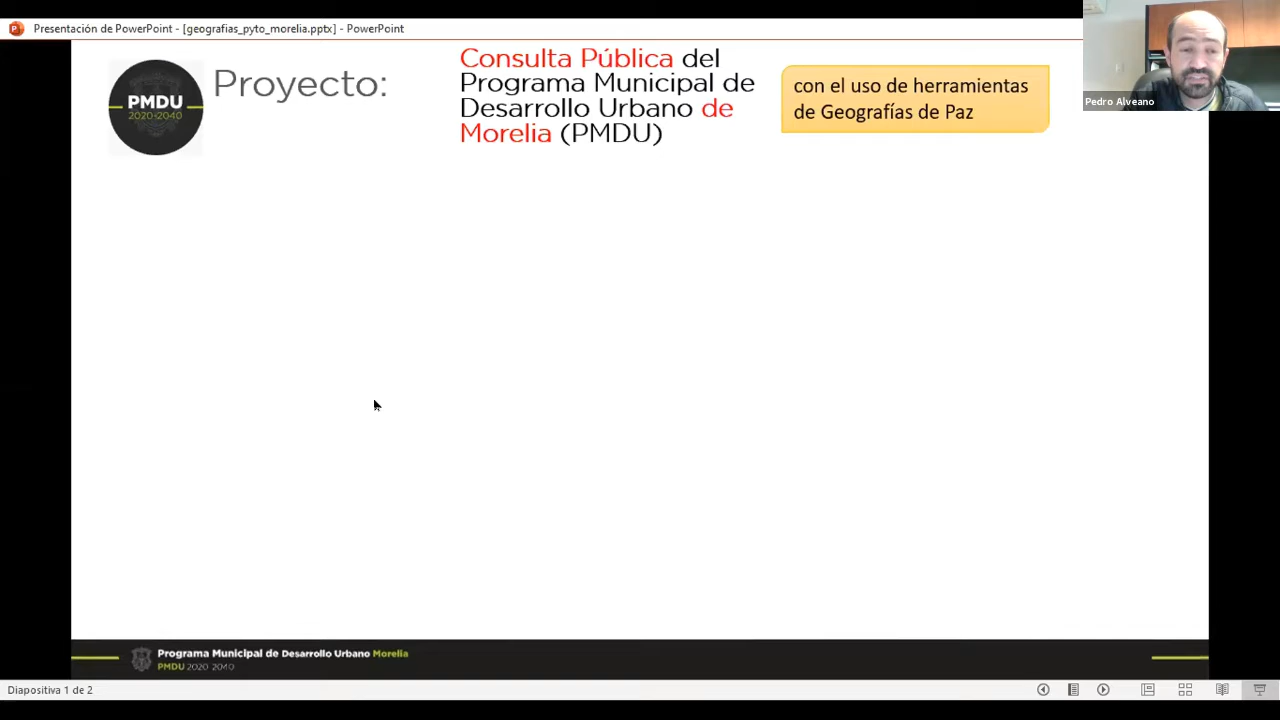 Presentación de PowerPoint - [geografias_pyto_morelia.pptx] - PowerPoint
PMDU
2020-2040
Proyecto:
Consulta Pública del
Programa Municipal de
Desarrollo Urbano de
Morelia (PMDU)
con el uso de herramientas
de Geografías de Paz
Pedro Alveano
Programa Municipal de Desarrollo Urbano Morelia
PMDU 2020-2040
Diapositiva 1 de 2